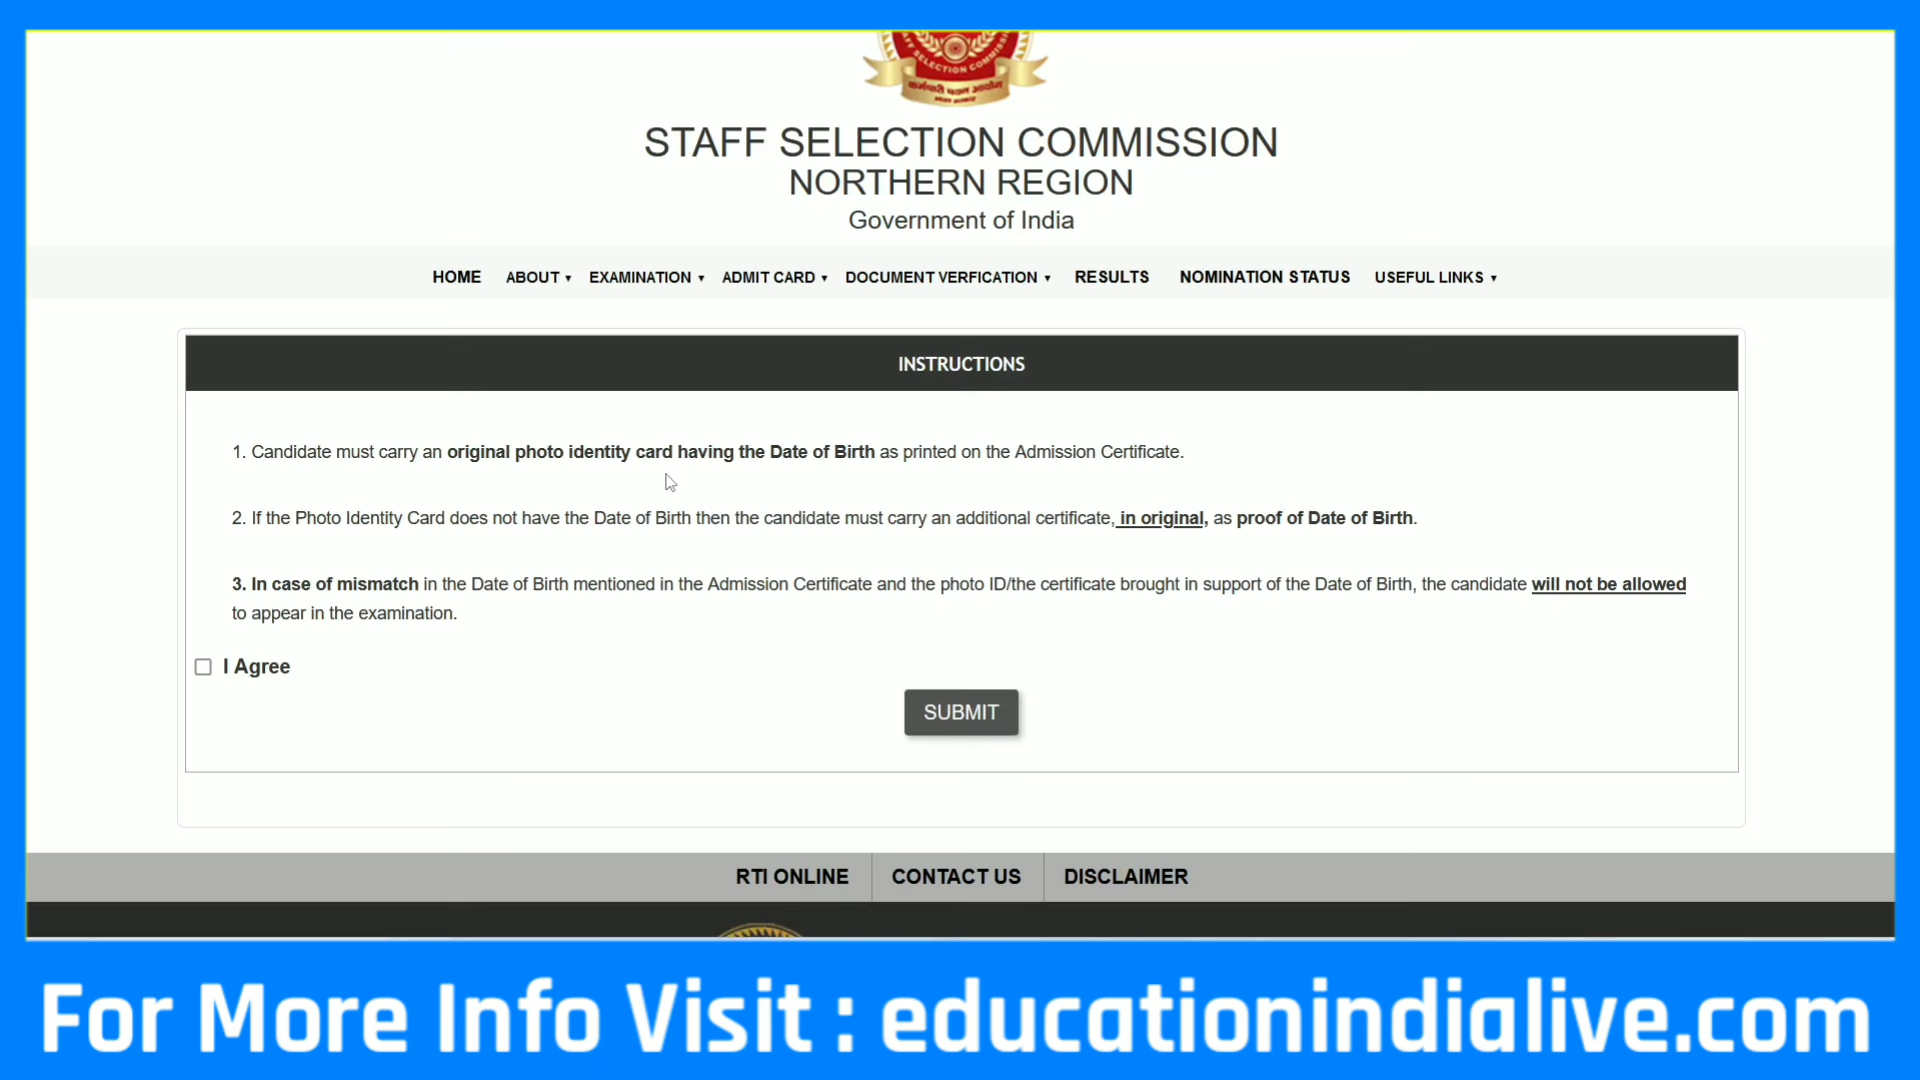 SELECTION COMMI
कर्मचारी चयन आयोग
STAFF SELECTION COMMISSION
NORTHERN REGION
Government of India
HOME ABOUT ▾ EXAMINATION ▾ ADMIT CARD ▾ DOCUMENT VERFICATION ▾ RESULTS NOMINATION STATUS USEFUL LINKS ▾
INSTRUCTIONS
1. Candidate must carry an original photo identity card having the Date of Birth as printed on the Admission Certificate.
2. If the Photo Identity Card does not have the Date of Birth then the candidate must carry an additional certificate, in original, as proof of Date of Birth.
3. In case of mismatch in the Date of Birth mentioned in the Admission Certificate and the photo ID/the certificate brought in support of the Date of Birth, the candidate will not be allowed
to appear in the examination.
I Agree
SUBMIT
RTI ONLINE CONTACT US DISCLAIMER
For More Info Visit : educationindialive.com